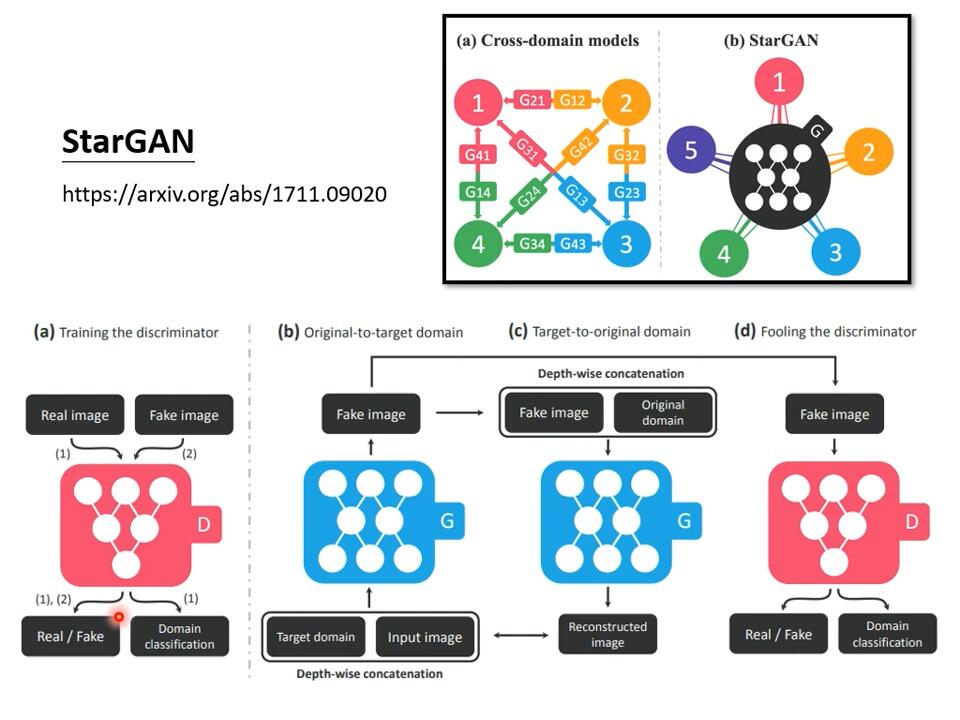 StarGAN
https://arxiv.org/abs/1711.09020
(a) Cross-domain models
(b) StarGAN
1
G21
G12
2
G41
G31
G42
G32
G14
G24
G13
G23
4
G34
G43
3
1
G
5
2
4
3
(a) Training the discriminator
(b) Original-to-target domain
(c) Target-to-original domain
(d) Fooling the discriminator
Real image
Fake image
(1)
(2)
D
(1), (2)
(1)
Real / Fake
Domain
classification
Fake image
G
Target domain
Input image
Depth-wise concatenation
Depth-wise concatenation
Fake image
Original
domain
G
Reconstructed
image
Fake image
D
Real / Fake
Domain
classification